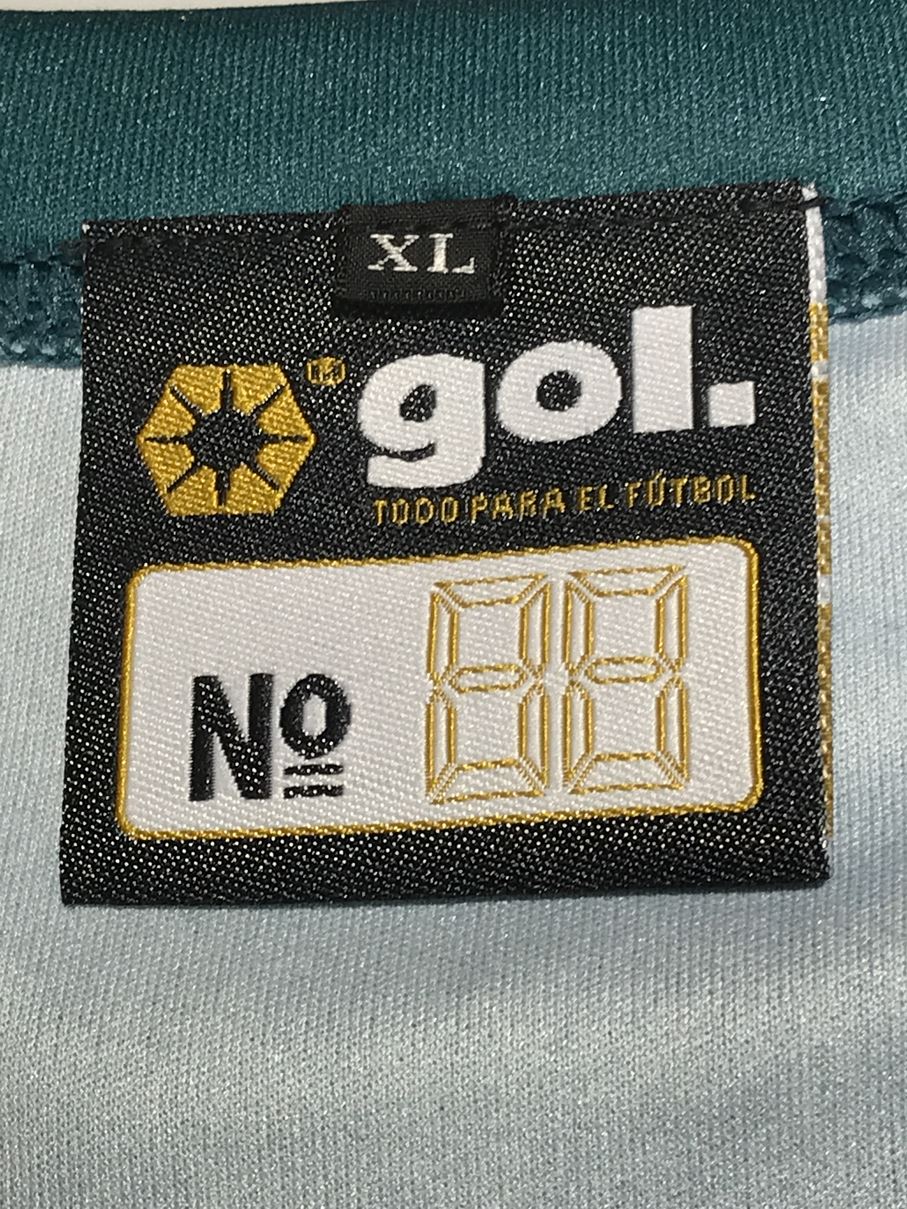 XL
gol.
TODO PARA EL FÚTBOL
Nº 88